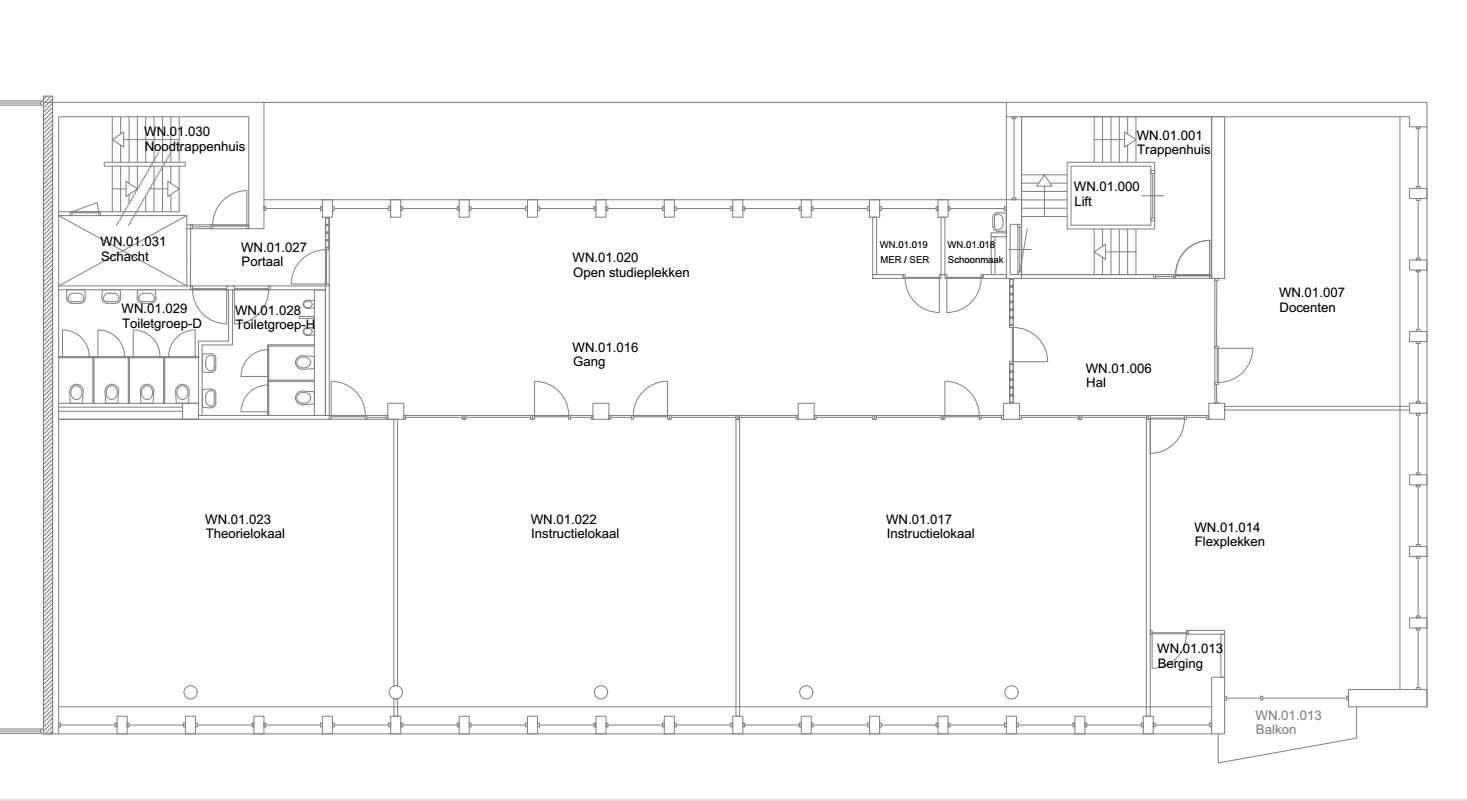 WN.01.030
Noodtrappenhuis
WN.01.001
Trappenhuis
WN.01.000
Lift
WN.01.031
Schacht
WN.01.027
Portaal
WN.01.020
Open studieplekken
WN.01.019
MER / SER
WN.01.018
Schoonmaak
WN.01.007
Docenten
WN.01.029
Toiletgroep-D
WN.01.028
Toiletgroep-H
WN.01.016
Gang
WN.01.006
Hal
WN.01.023
Theorielokaal
WN.01.022
Instructielokaal
WN.01.017
Instructielokaal
WN.01.014
Flexplekken
WN.01.013
Berging
WN.01.013
Balkon